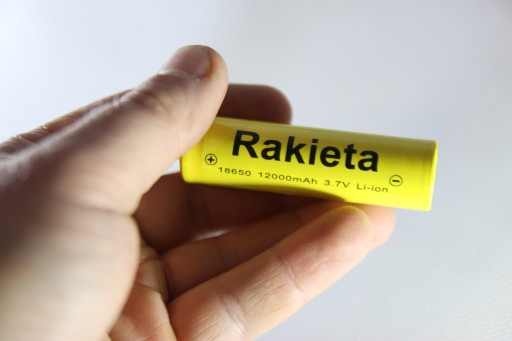 Rakieta
⊕ 18650 12000mAh 3.7V Li-ion ⊖